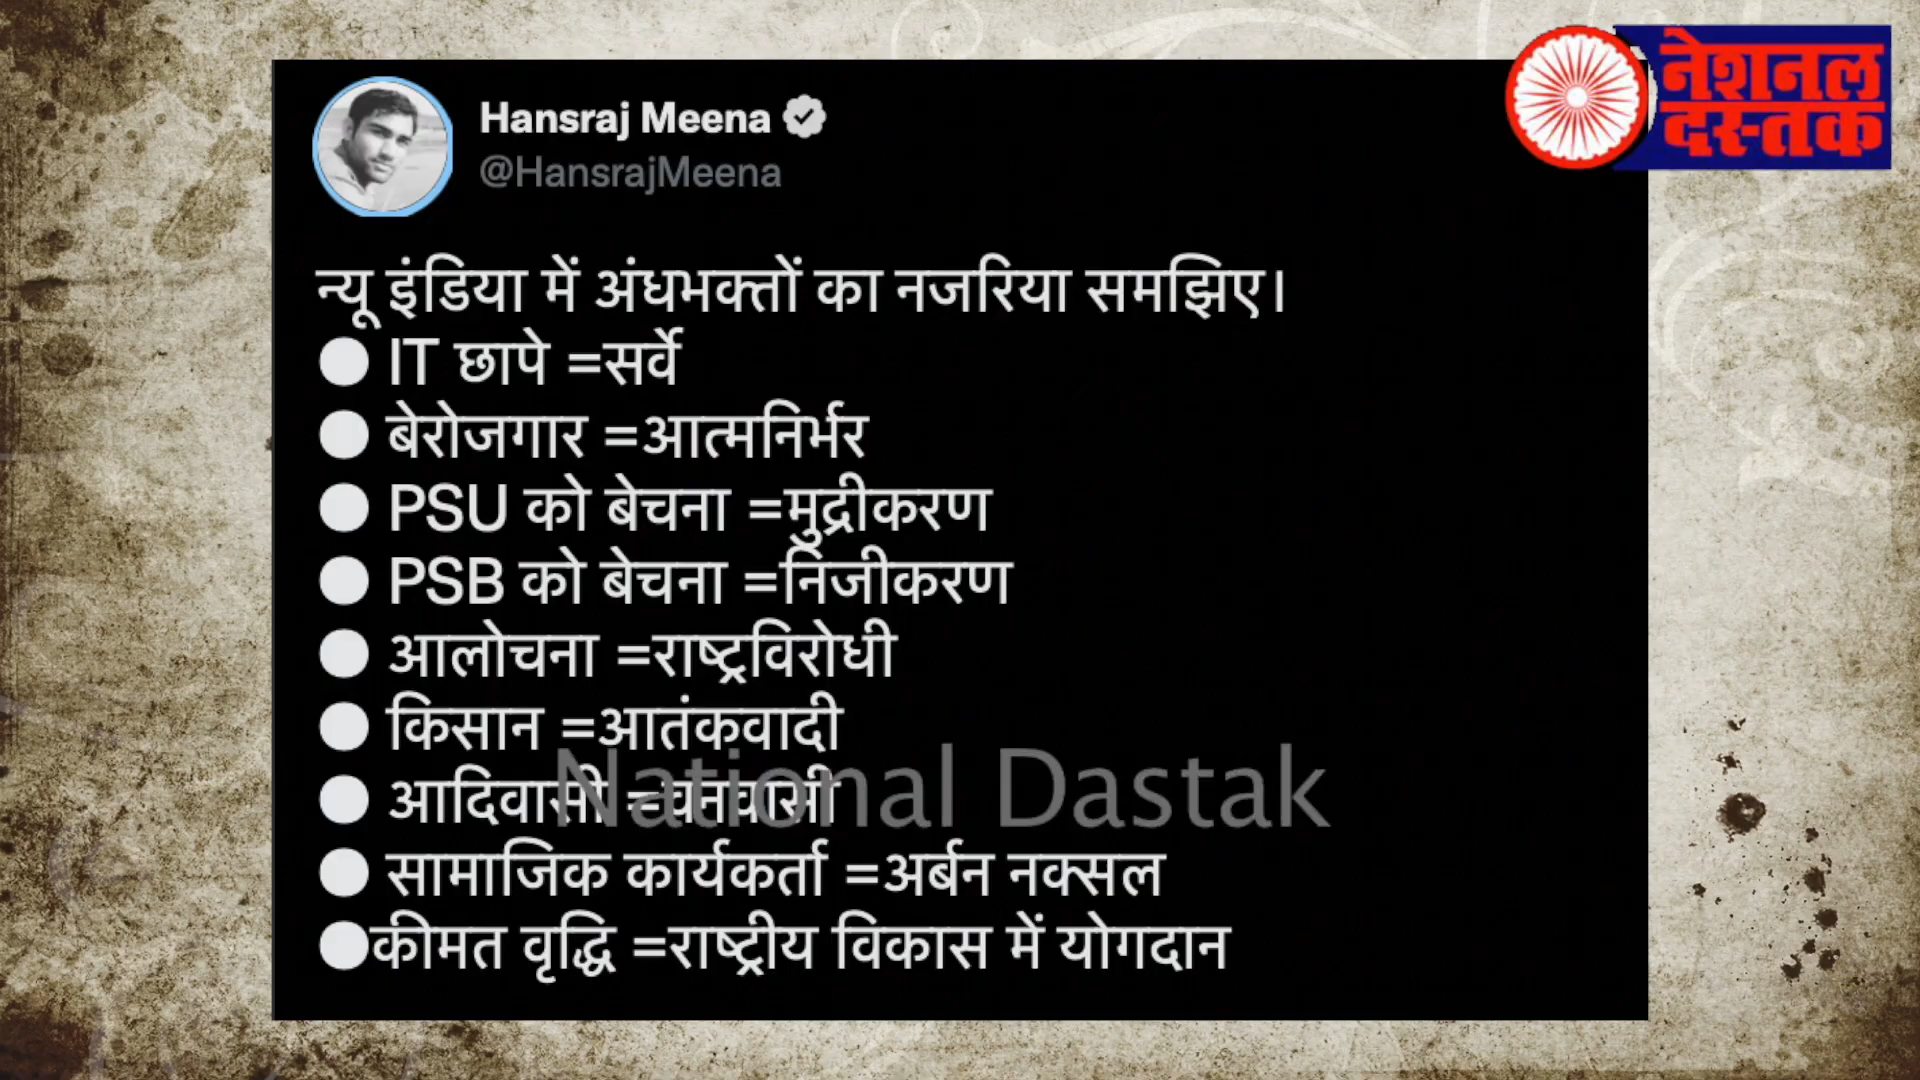 नेशनल
दस्तक
Hansraj Meena
@HansrajMeena
न्यू इंडिया में अंधभक्तों का नजरिया समझिए।
IT छापे =सर्वे
बेरोजगार =आत्मनिर्भर
PSU को बेचना =मुद्रीकरण
PSB को बेचना =निजीकरण
आलोचना =राष्ट्रविरोधी
किसान =आतंकवादी
आदिवासी =वनवासी
National Dastak
सामाजिक कार्यकर्ता =अर्बन नक्सल
कीमत वृद्धि =राष्ट्रीय विकास में योगदान